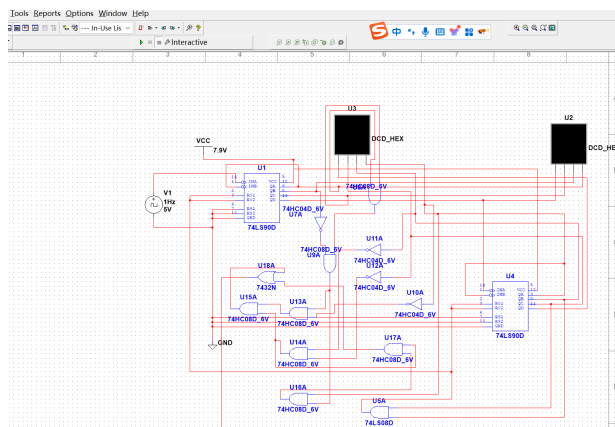 Tools Reports Options Window Help
--- In-Use Lis
Interactive
中
1
2
3
4
5
6
7
8
U3
DCD_HEX
U2
DCD_HE
VCC
7.9V
U1
74LS90D
V1
1Hz
5V
74HC08D_6V
74HC04D_6V
U7A
74HC08D_6V
U9A
U11A
74HC04D_6V
U12A
74HC04D_6V
U10A
74HC04D_6V
U4
74LS90D
U18A
7432N
U15A
74HC08D_6V
U13A
74HC08D_6V
GND
U14A
74HC08D_6V
U17A
74HC08D_6V
U16A
74HC08D_6V
U5A
74LS08D